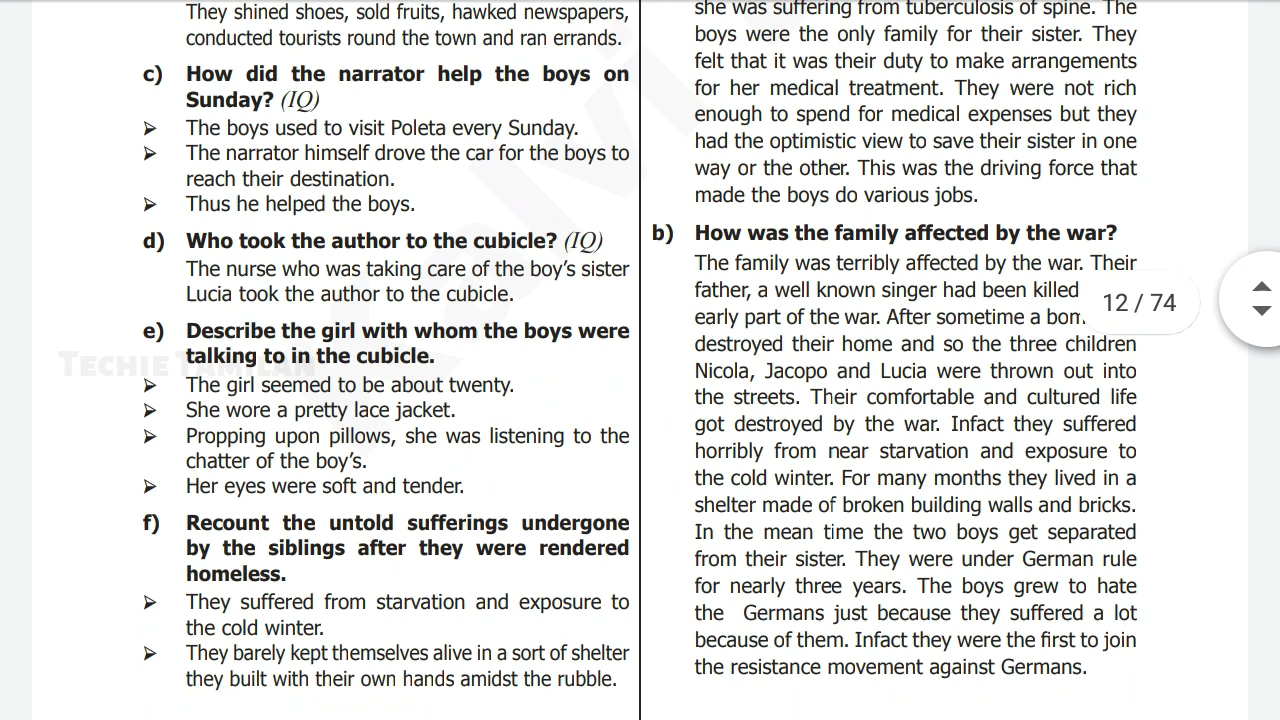 They shined shoes, sold fruits, hawked newspapers,
conducted tourists round the town and ran errands.
c) How did the narrator help the boys on
Sunday? (IQ)
➢ The boys used to visit Poleta every Sunday.
➢ The narrator himself drove the car for the boys to
reach their destination.
➢ Thus he helped the boys.
d) Who took the author to the cubicle? (IQ)
The nurse who was taking care of the boy's sister
Lucia took the author to the cubicle.
e) Describe the girl with whom the boys were
talking to in the cubicle.
TECHIE TAMILAN
➢ The girl seemed to be about twenty.
➢ She wore a pretty lace jacket.
➢ Propping upon pillows, she was listening to the
chatter of the boy's.
➢ Her eyes were soft and tender.
f) Recount the untold sufferings undergone
by the siblings after they were rendered
homeless.
➢ They suffered from starvation and exposure to
the cold winter.
➢ They barely kept themselves alive in a sort of shelter
they built with their own hands amidst the rubble.
she was suffering from tuberculosis of spine. The
boys were the only family for their sister. They
felt that it was their duty to make arrangements
for her medical treatment. They were not rich
enough to spend for medical expenses but they
had the optimistic view to save their sister in one
way or the other. This was the driving force that
made the boys do various jobs.
b) How was the family affected by the war?
The family was terribly affected by the war. Their
father, a well known singer had been killed
early part of the war. After sometime a
destroyed their home and so the three children
Nicola, Jacopo and Lucia were thrown out into
the streets. Their comfortable and cultured life
got destroyed by the war. Infact they suffered
horribly from near starvation and exposure to
the cold winter. For many months they lived in a
shelter made of broken building walls and bricks.
In the mean time the two boys get separated
from their sister. They were under German rule
for nearly three years. The boys grew to hate
the Germans just because they suffered a lot
because of them. Infact they were the first to join
the resistance movement against Germans.
12 / 74